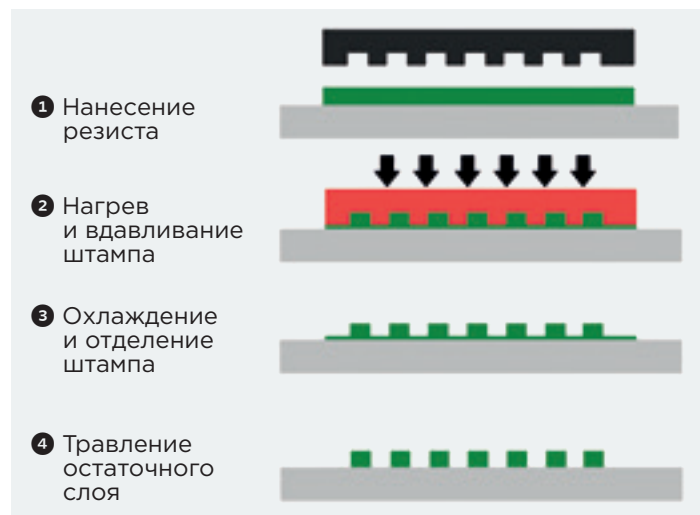 1 Нанесение
резиста
2 Нагрев
и вдавливание
штампа
3 Охлаждение
и отделение
штампа
4 Травление
остаточного
слоя